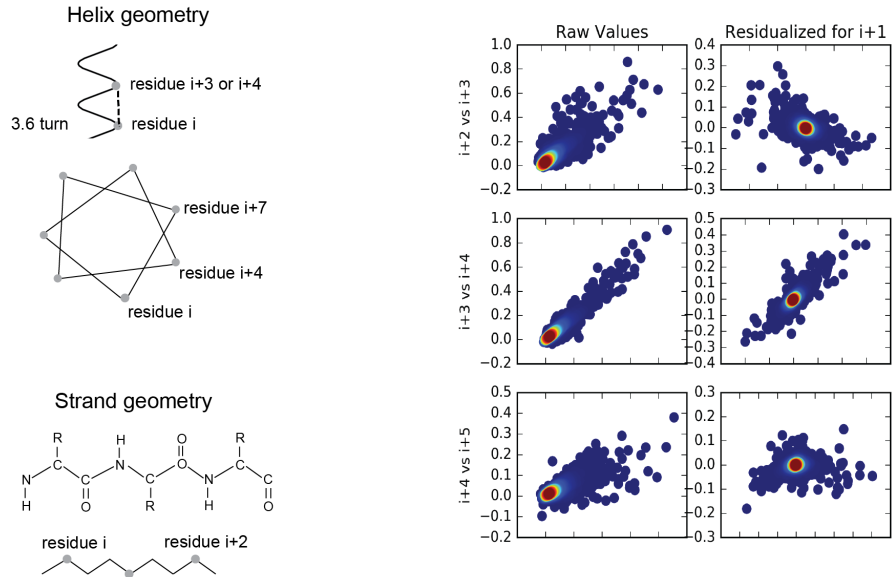 Helix geometry
residue i+3 or i+4
3.6 turn
residue i
residue i+7
residue i+4
residue i
Strand geometry
R
H
O
R
N
C
N
C
C
H
C
N
C
C
O
R
H
O
residue i
residue i+2
Raw Values
Residualized for i+1
i+2 vs i+3
1.0
0.8
0.6
0.4
0.2
0.0
−0.2
0.4
0.3
0.2
0.1
0.0
−0.1
−0.2
−0.3
i+3 vs i+4
1.0
0.8
0.6
0.4
0.2
0.0
−0.2
0.5
0.4
0.3
0.2
0.1
0.0
−0.1
−0.2
−0.3
−0.4
i+4 vs i+5
0.5
0.4
0.3
0.2
0.1
0.0
−0.1
−0.2
0.3
0.2
0.1
0.0
−0.1
−0.2
−0.3